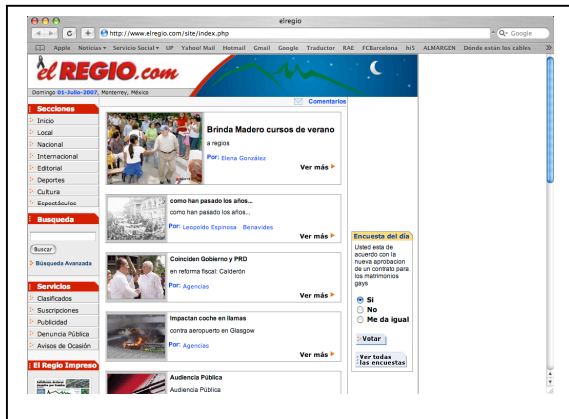 elregio
http://www.elregio.com/site/index.php
Google
Apple Noticias Servicio Social UP Yahoo! Mail Hotmail Gmail Google Traductor RAE FCBarcelona hi5 ALMARGEN Dónde están los cables
el REGIO.com
Domingo 01-Julio-2007, Monterrey, México
Comentarios
Secciones
Inicio
Local
Nacional
Internacional
Editorial
Deportes
Cultura
Espectáculos
Busqueda
Buscar
Búsqueda Avanzada
Servicios
Clasificados
Suscripciones
Publicidad
Denuncia Pública
Avisos de Ocasión
El Regio Impreso
Brinda Madero cursos de verano
a regios
Por: Elena González
Ver más
como han pasado los años...
como han pasado los años...
Por: Leopoldo Espinosa Benavides
Ver más
Coinciden Gobierno y PRD
en reforma fiscal: Calderón
Por: Agencias
Ver más
Impactan coche en llamas
contra aeropuerto en Glasgow
Por: Agencias
Ver más
Audiencia Pública
Audiencia Pública
Encuesta del día
Usted esta de
acuerdo con la
nueva aprobacion
de un contrato para
los matrimonios
gays
Si
No
Me da igual
Votar
Ver todas
las encuestas